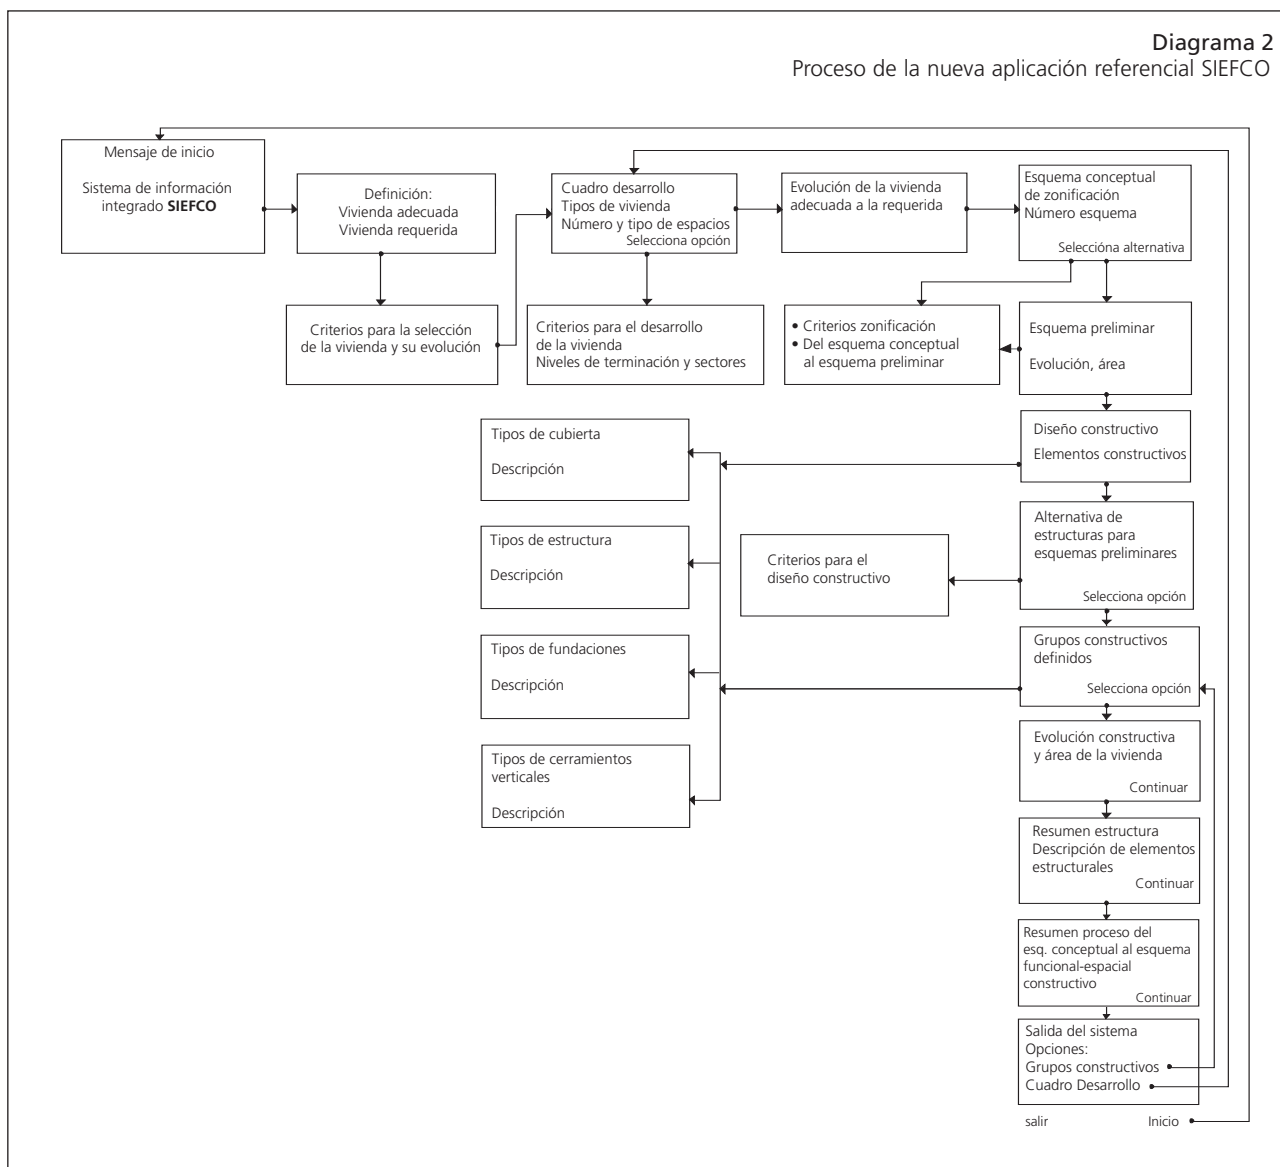 Diagrama 2
Proceso de la nueva aplicación referencial SIEFCO
Mensaje de inicio
Sistema de información
integrado SIEFCO
Definición:
Vivienda adecuada
Vivienda requerida
Cuadro desarrollo
Tipos de vivienda
Número y tipo de espacios
Selecciona opción
Evolución de la vivienda
adecuada a la requerida
Esquema conceptual
de zonificación
Número esquema
Seleccióna alternativa
Criterios para la selección
de la vivienda y su evolución
Criterios para el desarrollo
de la vivienda
Niveles de terminación y sectores
• Criterios zonificación
• Del esquema conceptual
al esquema preliminar
Esquema preliminar
Evolución, área
Tipos de cubierta
Descripción
Diseño constructivo
Elementos constructivos
Tipos de estructura
Descripción
Criterios para el
diseño constructivo
Alternativa de
estructuras para
esquemas preliminares
Selecciona opción
Tipos de fundaciones
Descripción
Grupos constructivos
definidos
Selecciona opción
Tipos de cerramientos
verticales
Descripción
Evolución constructiva
y área de la vivienda
Continuar
Resumen estructura
Descripción de elementos
estructurales
Continuar
Resumen proceso del
esq. conceptual al esquema
funcional-espacial
constructivo
Continuar
Salida del sistema
Opciones:
Grupos constructivos
Cuadro Desarrollo
salir Inicio